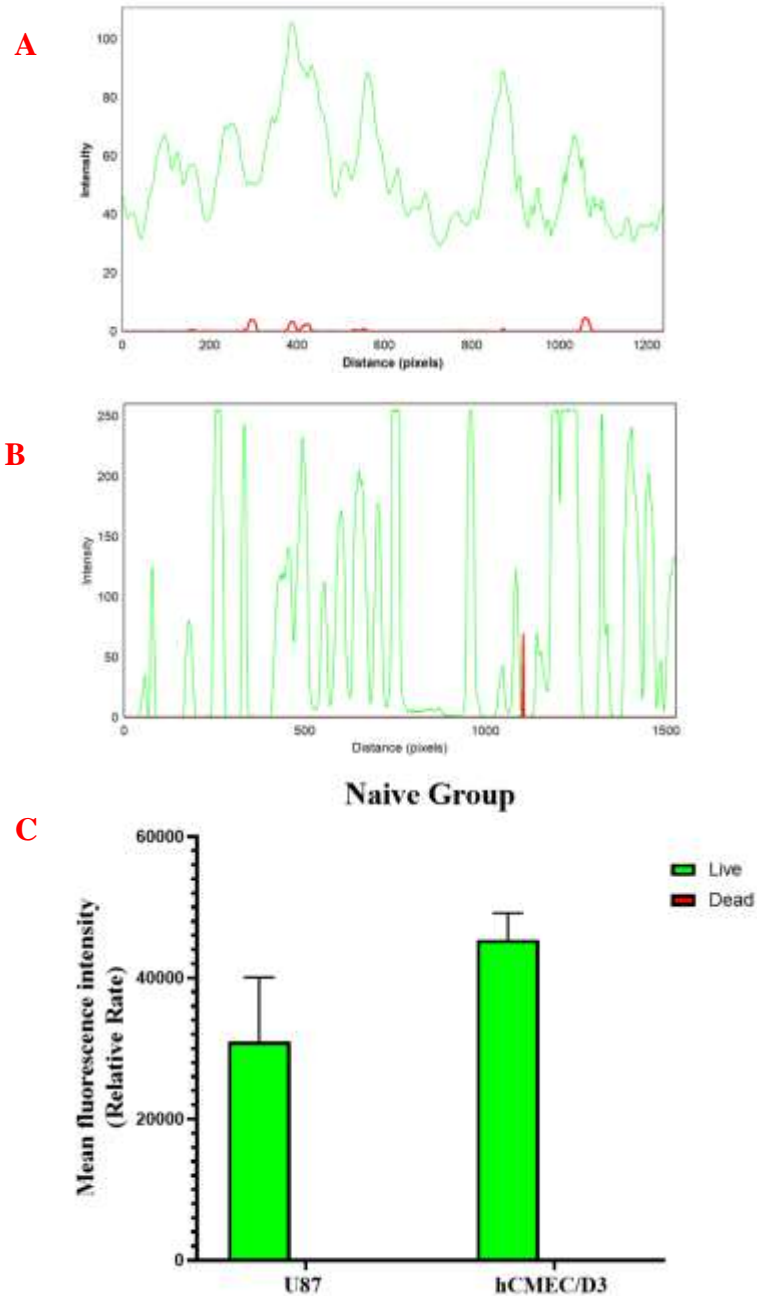 A
100
80
60
40
20
0
Intensity
0 200 400 600 800 1000 1200
Distance (pixels)
B
250
200
150
100
50
0
Intensity
0 500 1000 1500
Distance (pixels)
Naive Group
C
60000
40000
20000
0
Mean fluorescence intensity
(Relative Rate)
Live
Dead
U87 hCMEC/D3